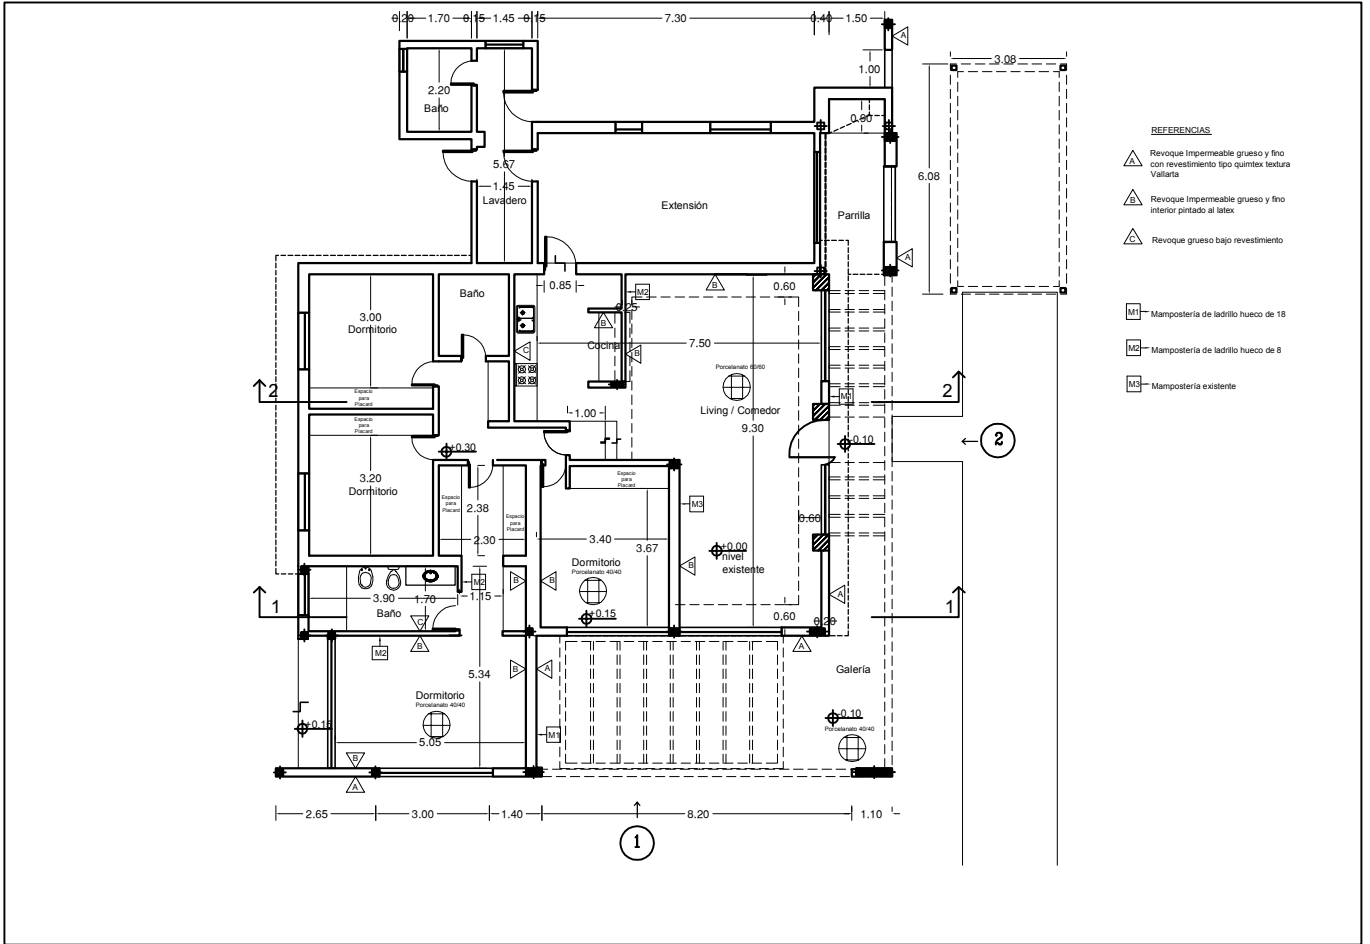 0.20
1.70
0.15
1.45
0.15
7.30
0.40
1.50
A
1.00
3.08
2.20
Baño
0.90
REFERENCIAS
A
Revoque Impermeable grueso y fino
con revestimiento tipo quimtex textura
Vallarta
5.67
1.45
Lavadero
6.08
B
Revoque Impermeable grueso y fino
interior pintado al latex
Extensión
Parrilla
C
Revoque grueso bajo revestimiento
A
Baño
0.85
M2
B
0.60
0.25
3.00
Dormitorio
B
Cocina
B
C
7.50
M1
Mampostería de ladrillo hueco de 18
M2
Mampostería de ladrillo hueco de 8
Porcelanato 60/60
M3
Mampostería existente
2
Espacio
para
Placard
2
M1
Living / Comedor
1.00
9.30
Espacio
para
Placard
+0.30
-0.10
2
3.20
Dormitorio
Espacio
para
Placard
2.38
Espacio
para
Placard
Espacio
para
Placard
M3
0.60
2.30
3.40
3.67
+0.00
nivel
existente
Dormitorio
Porcelanato 40/40
B
M2
B
B
3.90
1.70
1.15
Baño
C
+0.15
A
1
1
0.60
0.20
M2
B
A
5.34
B
A
Galería
Dormitorio
Porcelanato 40/40
+0.15
-0.10
Porcelanato 40/40
M1
5.05
B
A
2.65
3.00
1.40
8.20
1.10
1